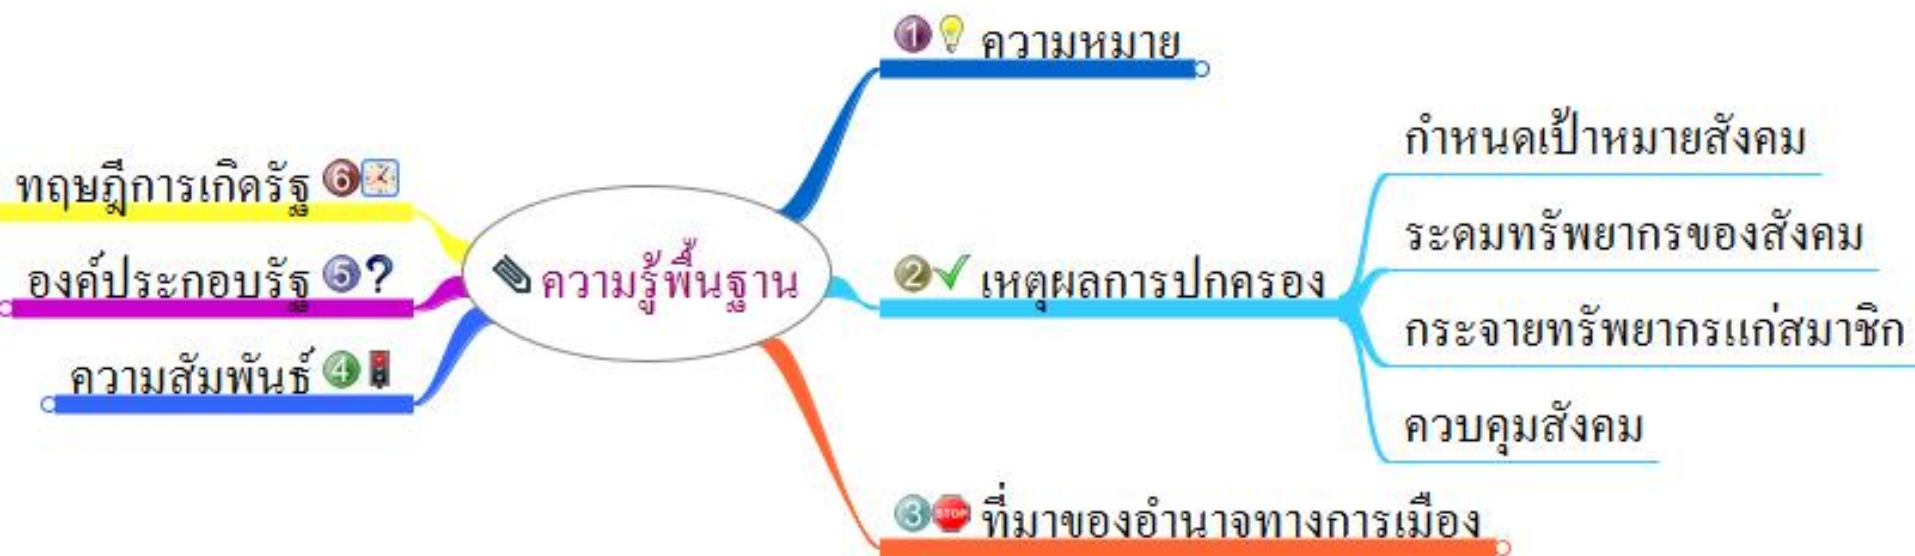 ความรู้พื้นฐาน
1 ความหมาย
2 เหตุผลการปกครอง
กำหนดเป้าหมายสังคม
ระดมทรัพยากรของสังคม
กระจายทรัพยากรแก่สมาชิก
ควบคุมสังคม
3 STOP ที่มาของอำนาจทางการเมือง
ความสัมพันธ์ 4
องค์ประกอบรัฐ 5 ?
ทฤษฎีการเกิดรัฐ 6